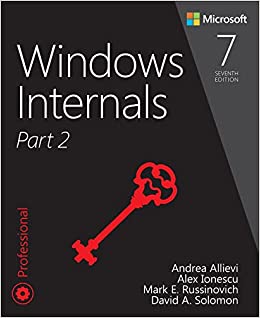 Microsoft
Windows
Internals
7
SEVENTH EDITION
Part 2
Professional
Andrea Allievi
Alex Ionescu
Mark E. Russinovich
David A. Solomon